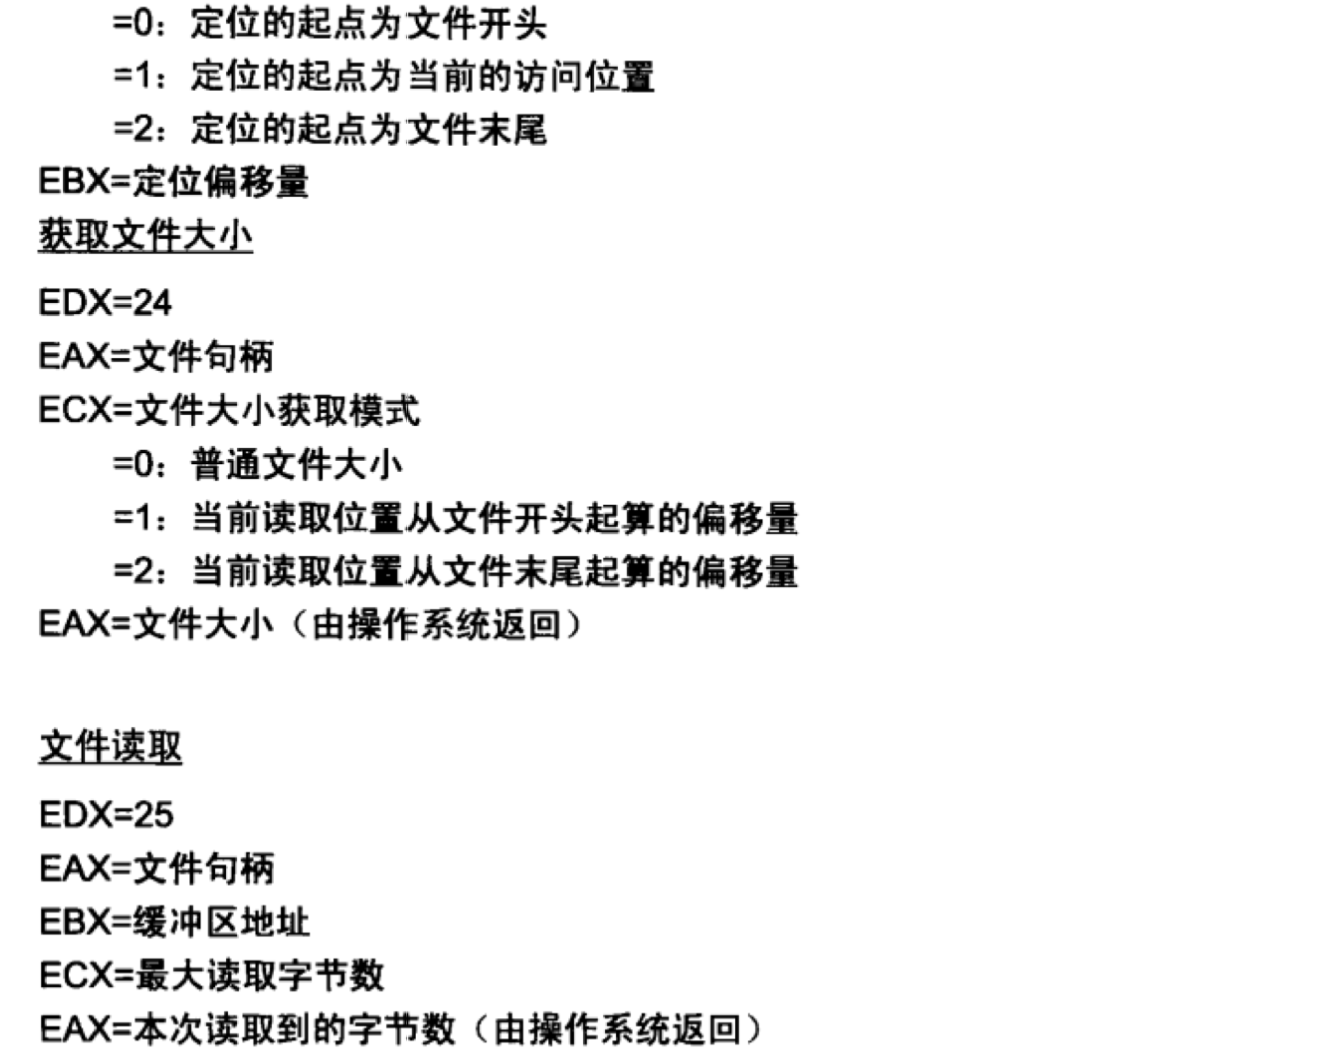 =0：定位的起点为文件开头
=1：定位的起点为当前的访问位置
=2：定位的起点为文件末尾
EBX=定位偏移量
获取文件大小
EDX=24
EAX=文件句柄
ECX=文件大小获取模式
=0：普通文件大小
=1：当前读取位置从文件开头起算的偏移量
=2：当前读取位置从文件末尾起算的偏移量
EAX=文件大小（由操作系统返回）
文件读取
EDX=25
EAX=文件句柄
EBX=缓冲区地址
ECX=最大读取字节数
EAX=本次读取到的字节数（由操作系统返回）